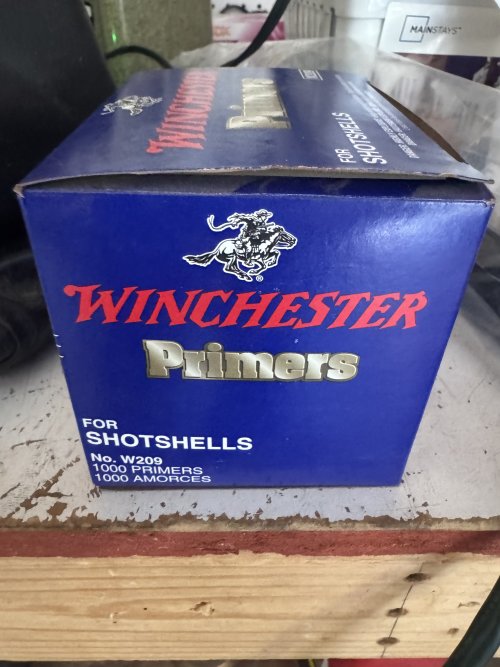 MAINSTAYS
WINCHESTER
Primers
FOR
SHOTSHELLS
WINCHESTER
®
Primers
FOR
SHOTSHELLS
No. W209
1000 PRIMERS
1000 AMORCES